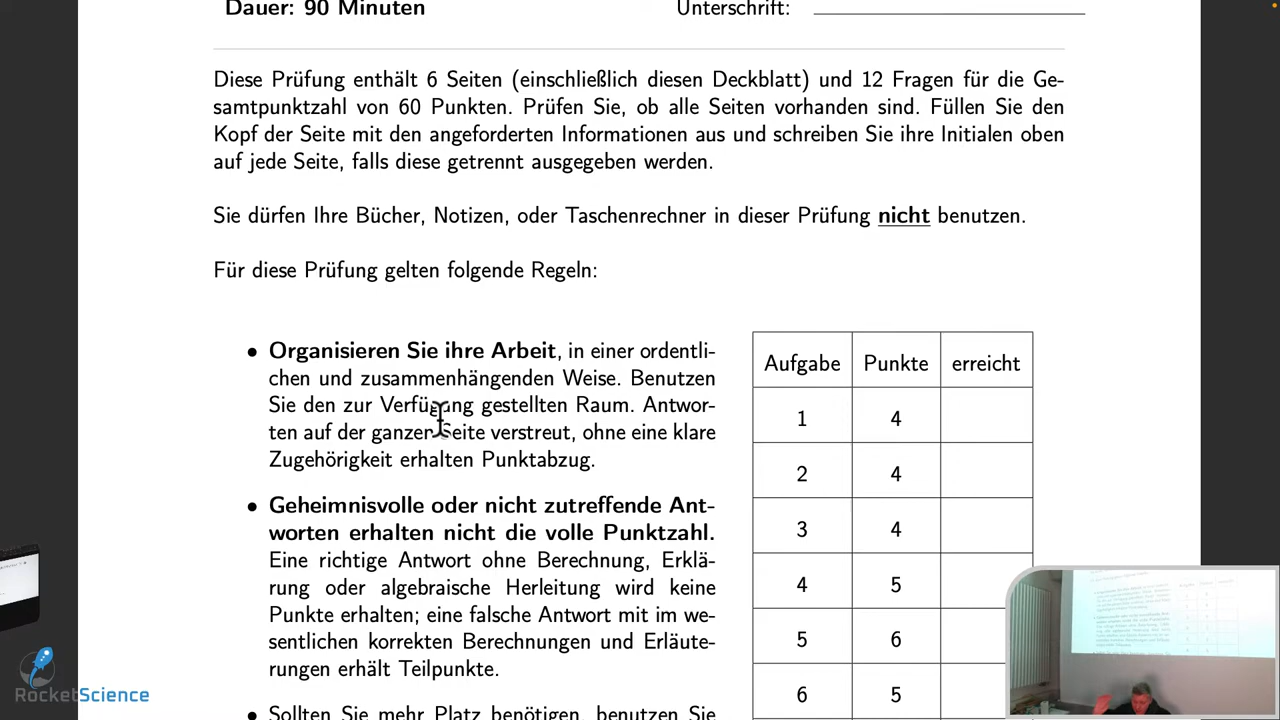 Dauer: 90 Minuten
Unterschrift:
Diese Prüfung enthält 6 Seiten (einschließlich diesen Deckblatt) und 12 Fragen für die Ge-
samtpunktzahl von 60 Punkten. Prüfen Sie, ob alle Seiten vorhanden sind. Füllen Sie den
Kopf der Seite mit den angeforderten Informationen aus und schreiben Sie ihre Initialen oben
auf jede Seite, falls diese getrennt ausgegeben werden.
Sie dürfen Ihre Bücher, Notizen, oder Taschenrechner in dieser Prüfung nicht benutzen.
Für diese Prüfung gelten folgende Regeln:
• Organisieren Sie ihre Arbeit, in einer ordentli-
chen und zusammenhängenden Weise. Benutzen
Sie den zur Verfügung gestellten Raum. Antwor-
ten auf der ganzen Seite verstreut, ohne eine klare
Zugehörigkeit erhalten Punktabzug.
• Geheimnisvolle oder nicht zutreffende Ant-
worten erhalten nicht die volle Punktzahl.
Eine richtige Antwort ohne Berechnung, Erklä-
rung oder algebraische Herleitung wird keine
Punkte erhalten; eine falsche Antwort mit im we-
sentlichen korrekten Berechnungen und Erläute-
rungen erhält Teilpunkte.
• Sollten Sie mehr Platz benötigen, benutzen Sie
Aufgabe Punkte erreicht
1 4
2 4
3 4
4 5
5 6
6 5
RocketScience